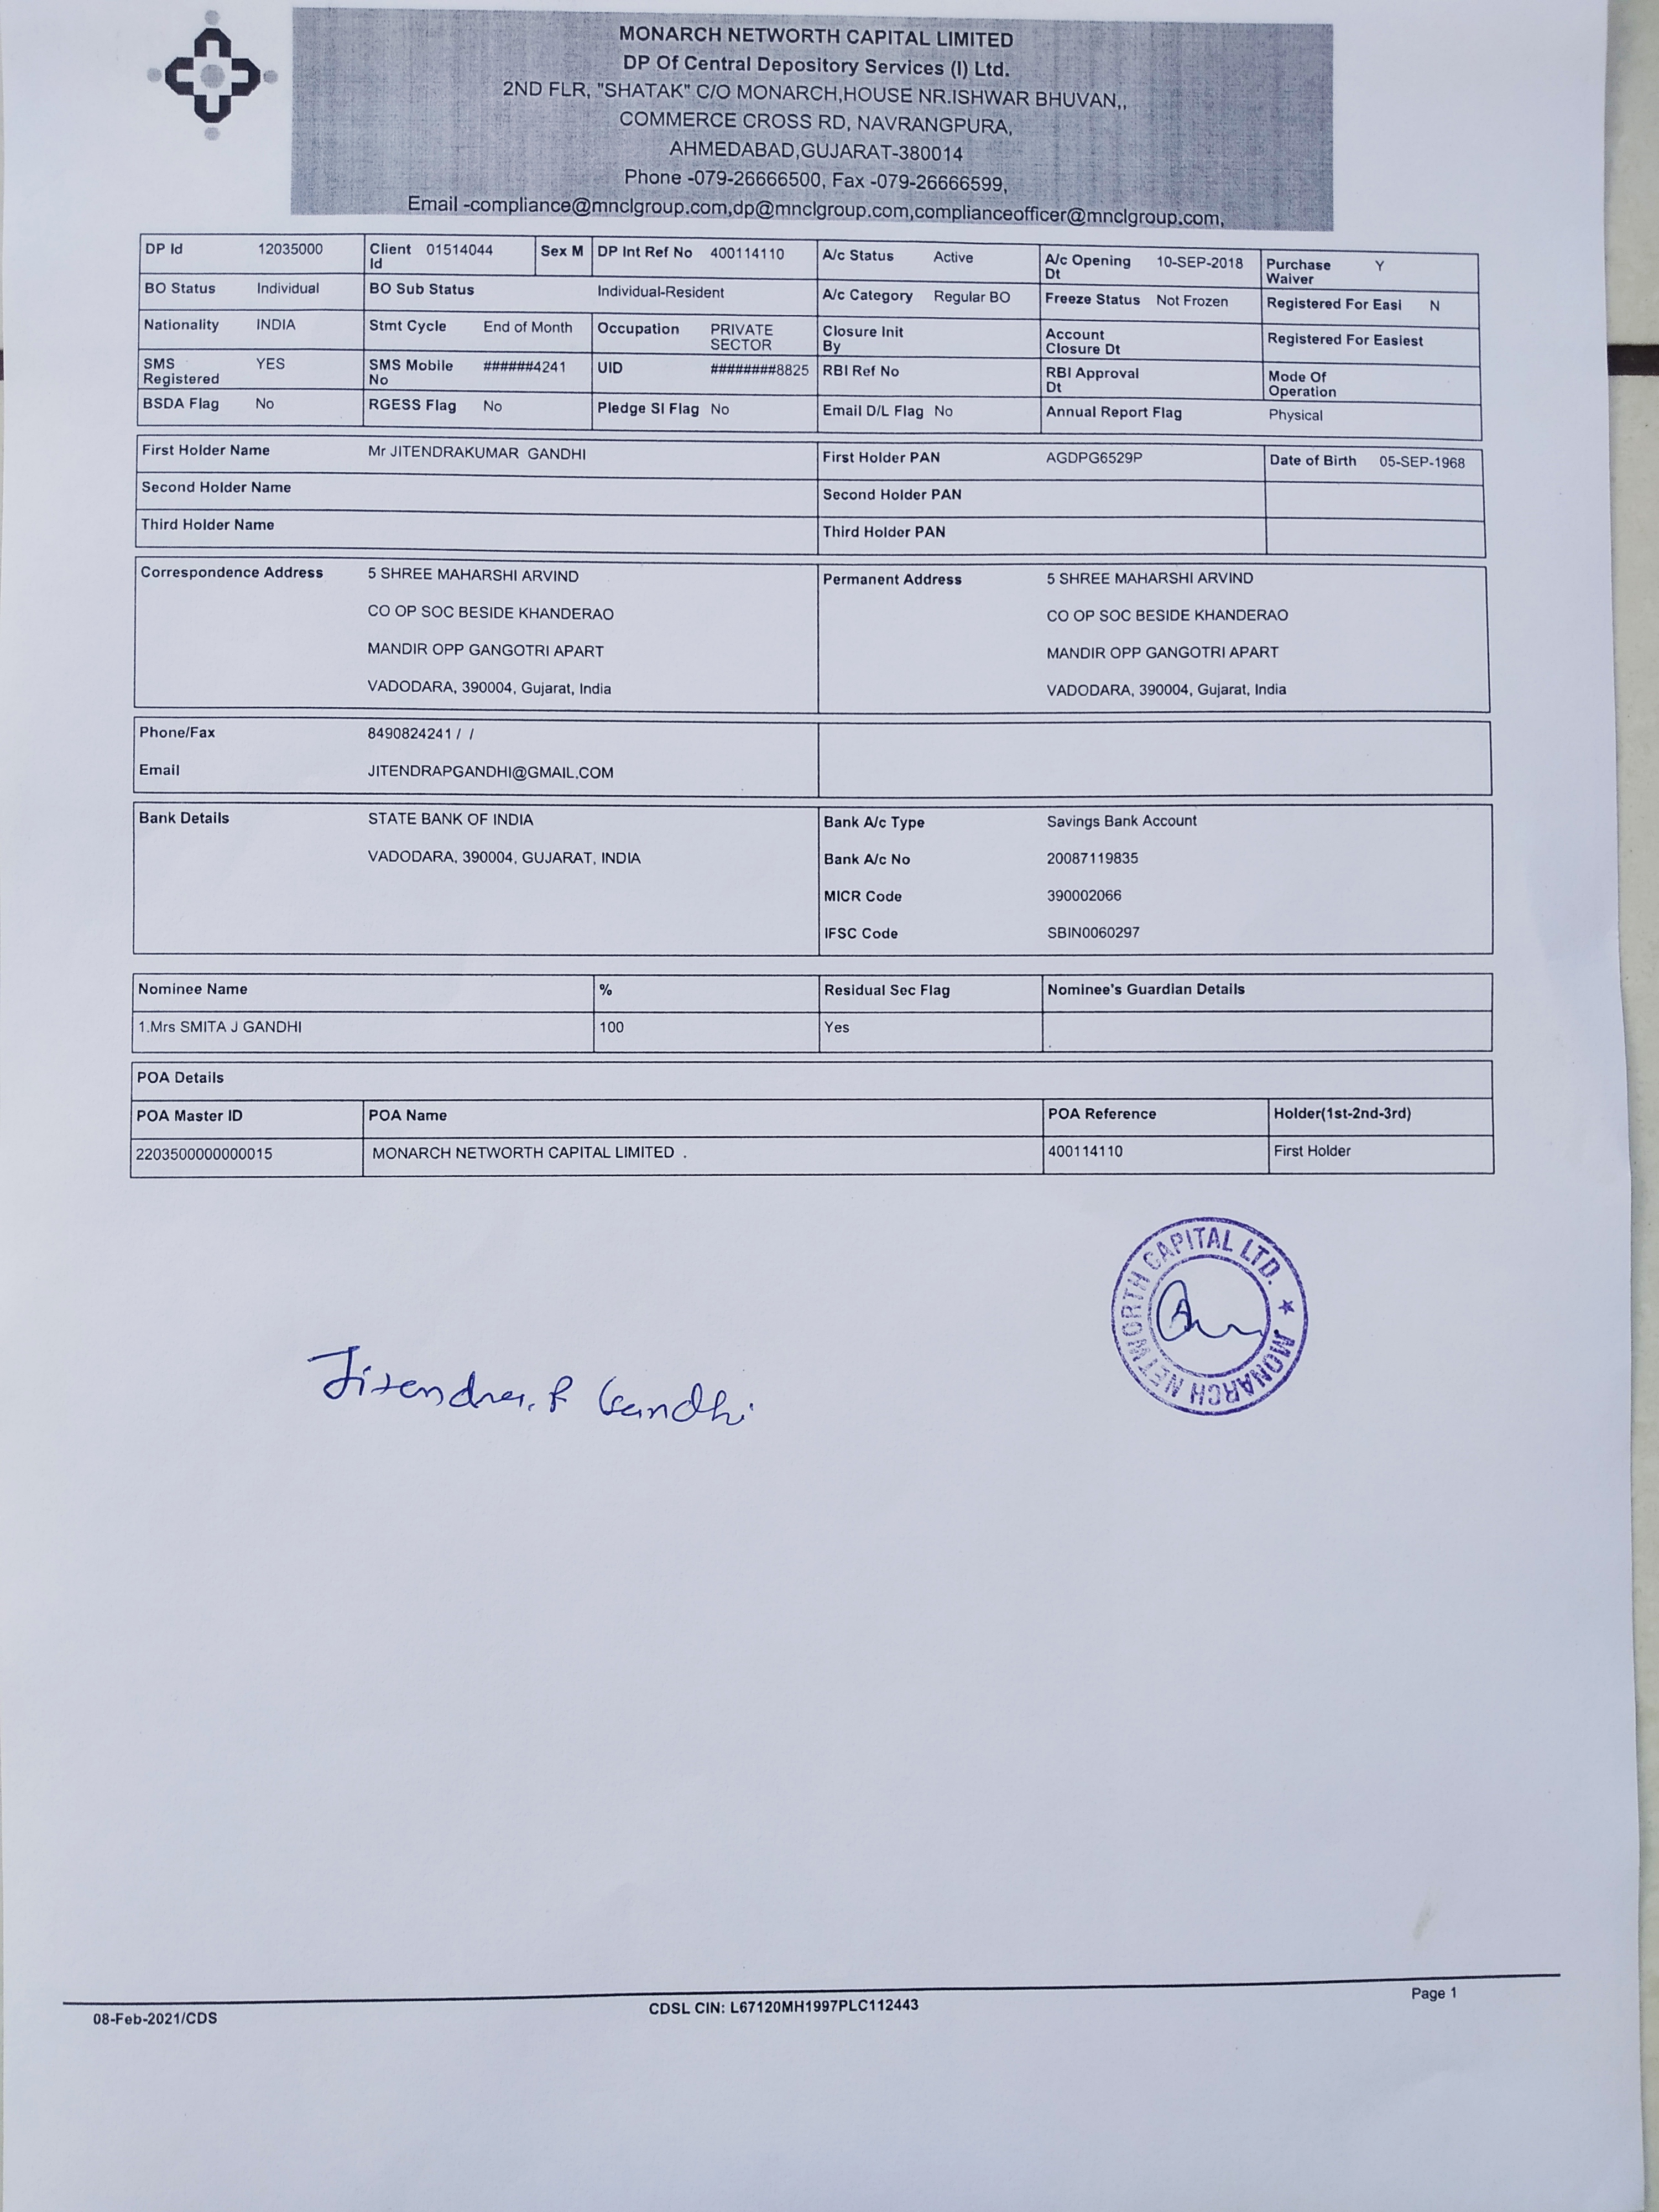 MONARCH NETWORTH CAPITAL LIMITED
DP Of Central Depository Services (I) Ltd.
2ND FLR, "SHATAK" C/O MONARCH,HOUSE NR.ISHWAR BHUVAN,,
COMMERCE CROSS RD, NAVRANGPURA,
AHMEDABAD,GUJARAT-380014
Phone -079-26666500, Fax -079-26666599,
Email -compliance@mnclgroup.com,dp@mnclgroup.com,complianceofficer@mnclgroup.com,
DP Id 12035000 Client Id 01514044 Sex M DP Int Ref No 400114110 A/c Status Active A/c Opening Dt 10-SEP-2018 Purchase Waiver Y
BO Status Individual BO Sub Status Individual-Resident A/c Category Regular BO Freeze Status Not Frozen Registered For Easi N
Nationality INDIA Stmt Cycle End of Month Occupation PRIVATE SECTOR Closure Init By Account Closure Dt Registered For Easiest
SMS Registered YES SMS Mobile No ######4241 UID ########8825 RBI Ref No RBI Approval Dt Mode Of Operation
BSDA Flag No RGESS Flag No Pledge SI Flag No Email D/L Flag No Annual Report Flag Physical
First Holder Name Mr JITENDRAKUMAR GANDHI First Holder PAN AGDPG6529P Date of Birth 05-SEP-1968
Second Holder Name Second Holder PAN
Third Holder Name Third Holder PAN
Correspondence Address 5 SHREE MAHARSHI ARVIND Permanent Address 5 SHREE MAHARSHI ARVIND
CO OP SOC BESIDE KHANDERAO CO OP SOC BESIDE KHANDERAO
MANDIR OPP GANGOTRI APART MANDIR OPP GANGOTRI APART
VADODARA, 390004, Gujarat, India VADODARA, 390004, Gujarat, India
Phone/Fax 8490824241 / /
Email JITENDRAPGANDHI@GMAIL.COM
Bank Details STATE BANK OF INDIA Bank A/c Type Savings Bank Account
VADODARA, 390004, GUJARAT, INDIA Bank A/c No 20087119835
MICR Code 390002066
IFSC Code SBIN0060297
Nominee Name % Residual Sec Flag Nominee's Guardian Details
1.Mrs SMITA J GANDHI 100 Yes
POA Details
POA Master ID POA Name POA Reference Holder(1st-2nd-3rd)
2203500000000015 MONARCH NETWORTH CAPITAL LIMITED . 400114110 First Holder
MONARCH NETWORTH CAPITAL LTD. ★
Jitendra. P Gandhi
08-Feb-2021/CDS CDSL CIN: L67120MH1997PLC112443 Page 1